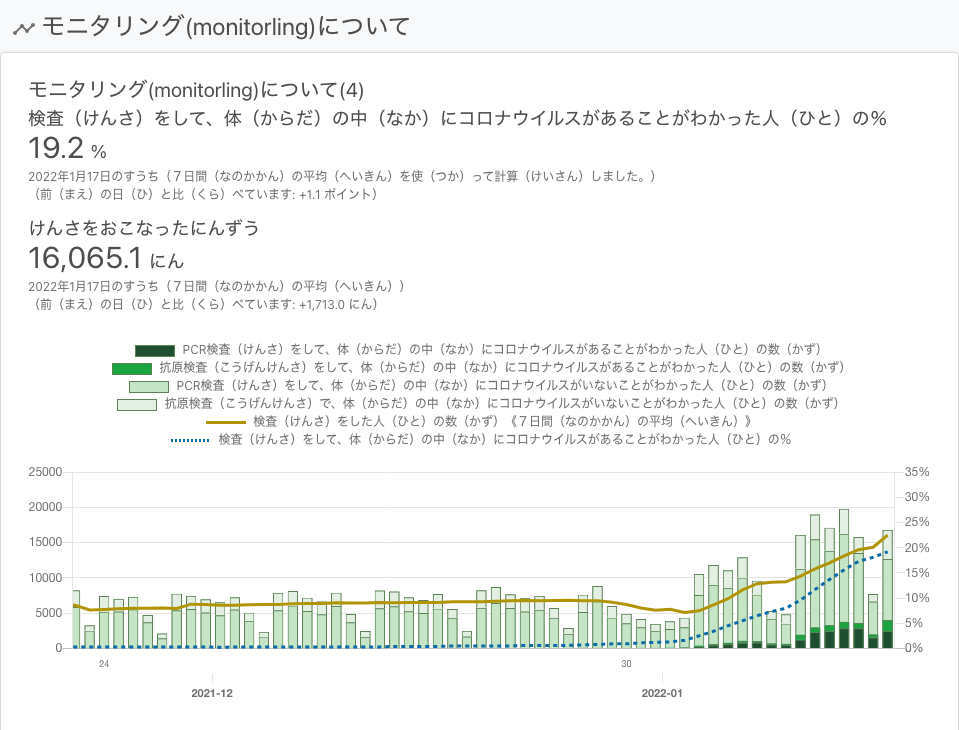 モニタリング(monitorling)について
モニタリング(monitorling)について(4)
検査（けんさ）をして、体（からだ）の中（なか）にコロナウイルスがあることがわかった人（ひと）の%
19.2 %
2022年1月17日のすうち（７日間（なのかかん）の平均（へいきん）を使（つか）って計算（けいさん）しました。）
（前（まえ）の日（ひ）と比（くら）べています: +1.1 ポイント）
けんさをおこなったにんずう
16,065.1 にん
2022年1月17日のすうち（７日間（なのかかん）の平均（へいきん））
（前（まえ）の日（ひ）と比（くら）べています: +1,713.0 にん）
PCR検査（けんさ）をして、体（からだ）の中（なか）にコロナウイルスがあることがわかった人（ひと）の数（かず）
抗原検査（こうげんけんさ）をして、体（からだ）の中（なか）にコロナウイルスがあることがわかった人（ひと）の数（かず）
PCR検査（けんさ）をして、体（からだ）の中（なか）にコロナウイルスがいないことがわかった人（ひと）の数（かず）
抗原検査（こうげんけんさ）で、体（からだ）の中（なか）にコロナウイルスがいないことがわかった人（ひと）の数（かず）
検査（けんさ）をした人（ひと）の数（かず）《７日間（なのかかん）の平均（へいきん）》
検査（けんさ）をして、体（からだ）の中（なか）にコロナウイルスがあることがわかった人（ひと）の%
25000 35%
30%
20000
25%
15000
20%
10000 15%
10%
5000
5%
0 0%
24 30
2021-12 2022-01